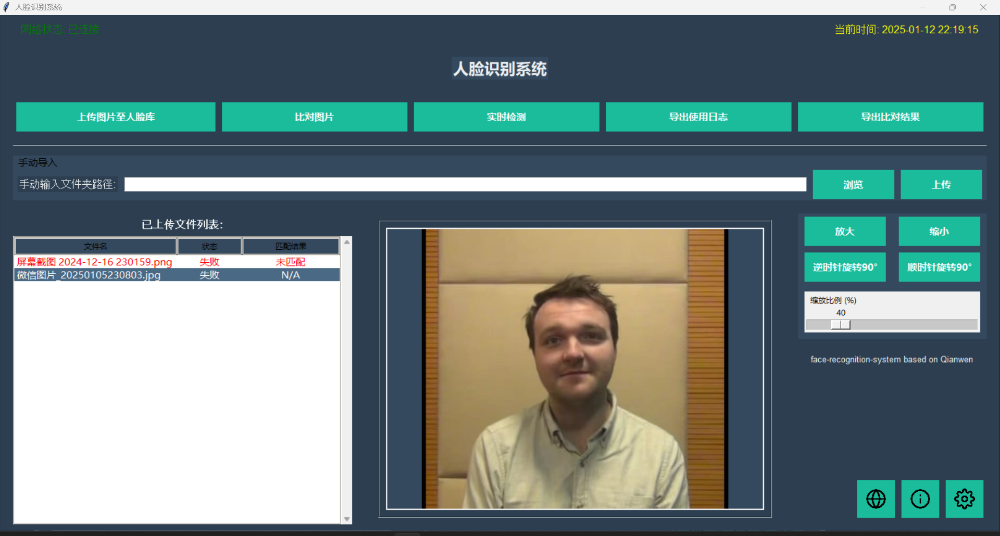 人脸识别系统
网络状态: 已连接
当前时间: 2025-01-12 22:19:15
人脸识别系统
上传图片至人脸库
比对图片
实时检测
导出使用日志
导出比对结果
手动导入
手动输入文件夹路径:
浏览
上传
已上传文件列表:
文件名 状态 匹配结果
屏幕截图 2024-12-16 230159.png 失败 未匹配
微信图片_20250105230803.jpg 失败 N/A
放大
缩小
逆时针旋转90°
顺时针旋转90°
缩放比例 (%)
40
face-recognition-system based on Qianwen